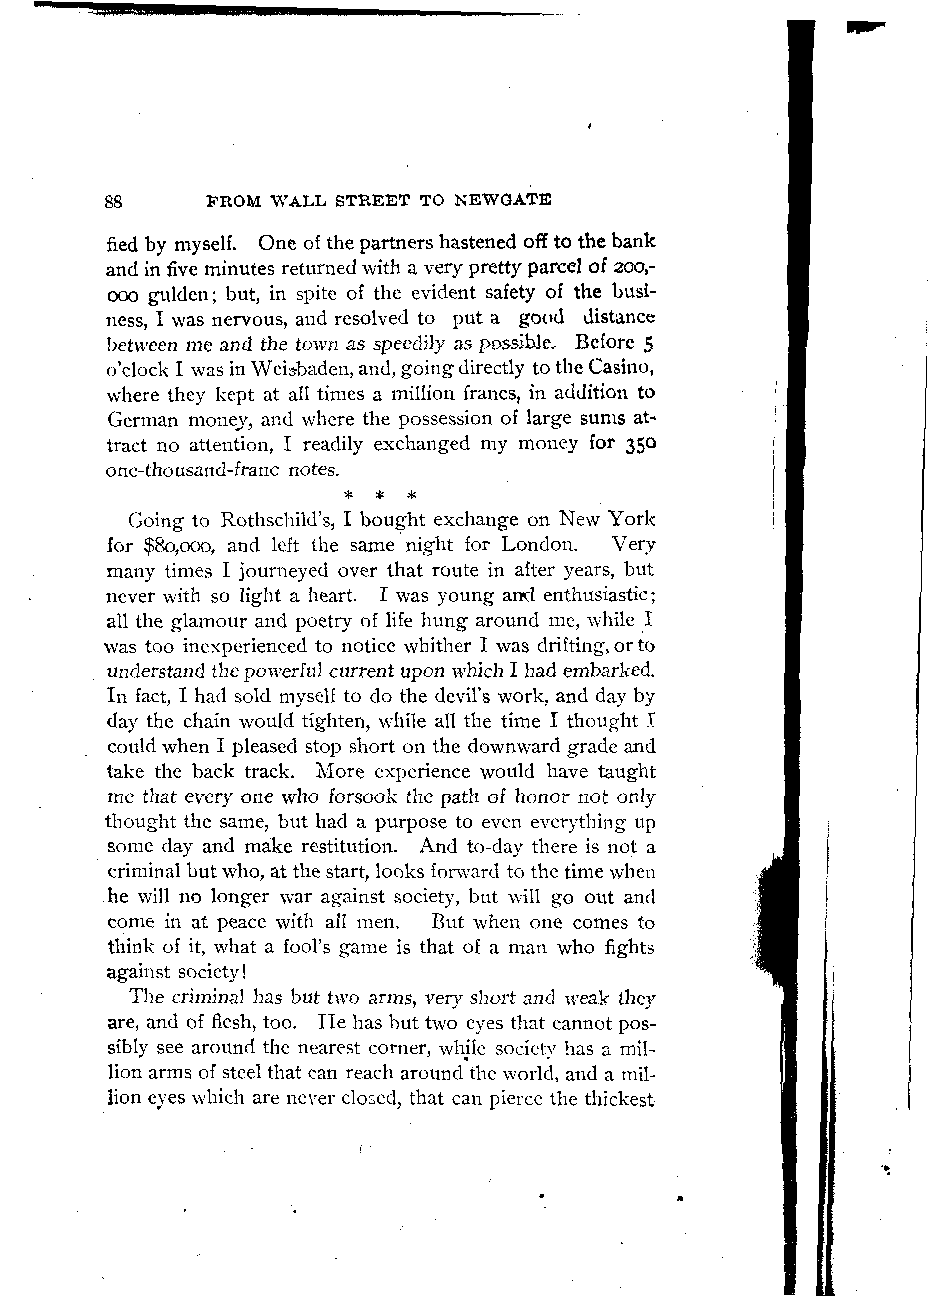 88 FROM WALL STREET TO NEWGATE
fied by myself. One of the partners hastened off to the bank
and in five minutes returned with a very pretty parcel of 200,-
000 gulden; but, in spite of the evident safety of the busi-
ness, I was nervous, and resolved to put a good distance
between me and the town as speedily as possible. Before 5
o'clock I was in Weisbaden, and, going directly to the Casino,
where they kept at all times a million francs, in addition to
German money, and where the possession of large sums at-
tract no attention, I readily exchanged my money for 350
one-thousand-franc notes.
* * *
Going to Rothschild's, I bought exchange on New York
for $80,000, and left the same night for London. Very
many times I journeyed over that route in after years, but
never with so light a heart. I was young and enthusiastic;
all the glamour and poetry of life hung around me, while I
was too inexperienced to notice whither I was drifting, or to
understand the powerful current upon which I had embarked.
In fact, I had sold myself to do the devil's work, and day by
day the chain would tighten, while all the time I thought I
could when I pleased stop short on the downward grade and
take the back track. More experience would have taught
me that every one who forsook the path of honor not only
thought the same, but had a purpose to even everything up
some day and make restitution. And to-day there is not a
criminal but who, at the start, looks forward to the time when
he will no longer war against society, but will go out and
come in at peace with all men. But when one comes to
think of it, what a fool's game is that of a man who fights
against society!
The criminal has but two arms, very short and weak they
are, and of flesh, too. He has but two eyes that cannot pos-
sibly see around the nearest corner, while society has a mil-
lion arms of steel that can reach around the world, and a mil-
lion eyes which are never closed, that can pierce the thickest